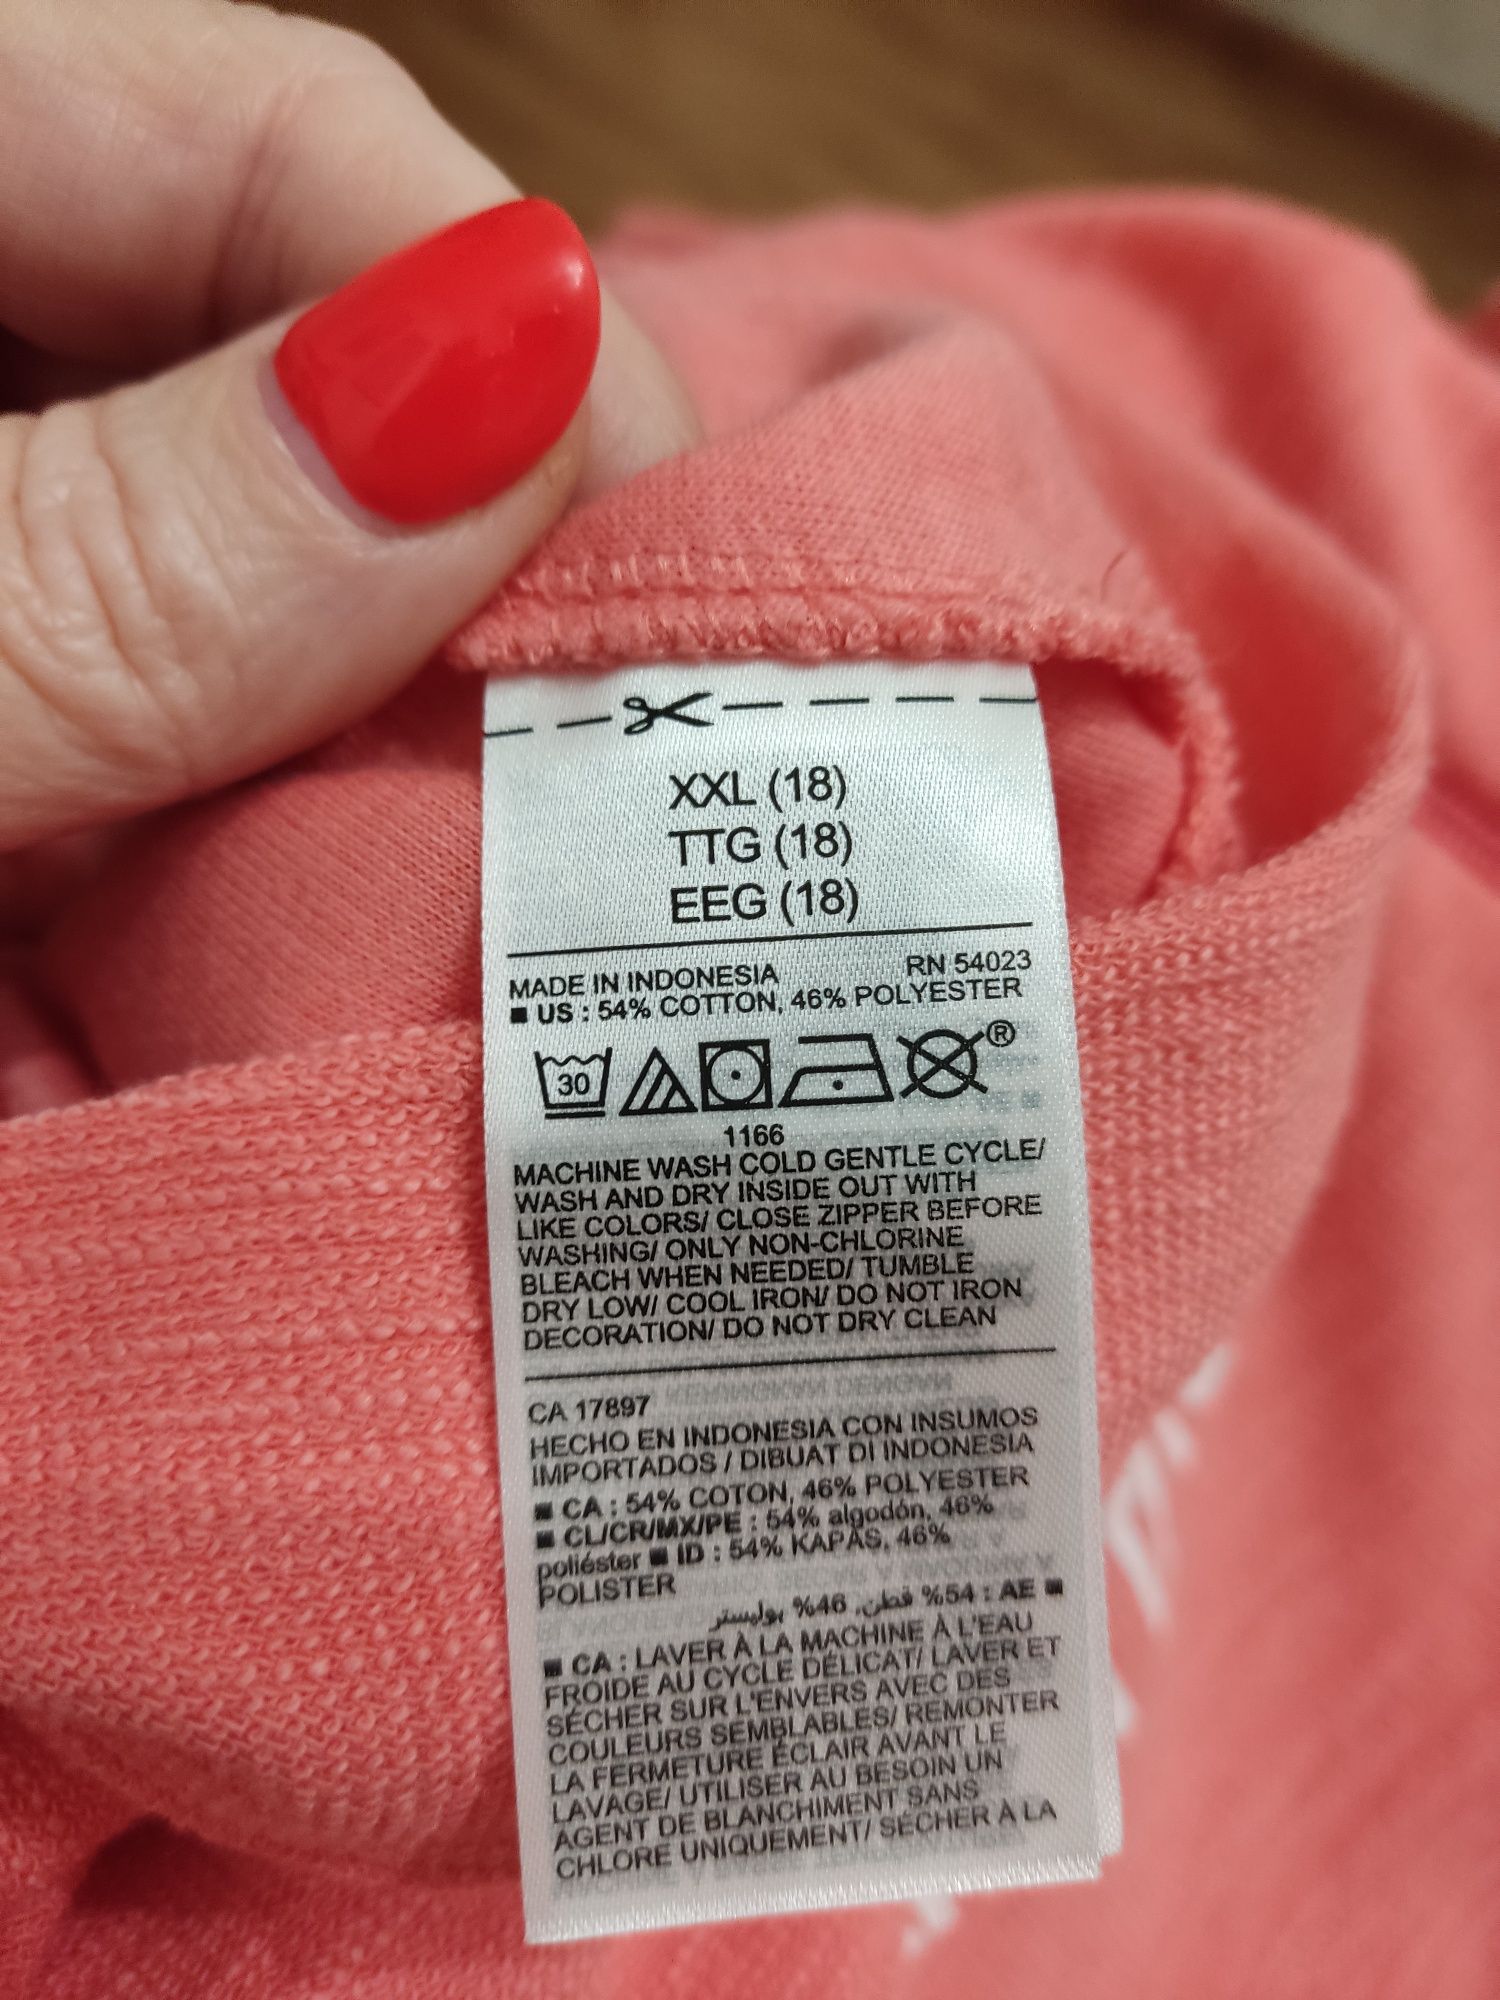 XXL (18)
TTG (18)
EEG (18)
MADE IN INDONESIA RN 54023
■ US : 54% COTTON, 46% POLYESTER
30 ®
1166
MACHINE WASH COLD GENTLE CYCLE/
WASH AND DRY INSIDE OUT WITH
LIKE COLORS/ CLOSE ZIPPER BEFORE
WASHING/ ONLY NON-CHLORINE
BLEACH WHEN NEEDED/ TUMBLE
DRY LOW/ COOL IRON/ DO NOT IRON
DECORATION/ DO NOT DRY CLEAN
CA 17897
HECHO EN INDONESIA CON INSUMOS
IMPORTADOS / DIBUAT DI INDONESIA
■ CA : 54% COTON, 46% POLYESTER
■ CL/CR/MX/PE : 54% algodón, 46%
poliéster ■ ID : 54% KAPAS, 46%
POLISTER
■ AE : %54 قطن, %46 بوليستر
■ CA : LAVER À LA MACHINE À L'EAU
FROIDE AU CYCLE DÉLICAT/ LAVER ET
SÉCHER SUR L'ENVERS AVEC DES
COULEURS SEMBLABLES/ REMONTER
LA FERMETURE ÉCLAIR AVANT LE
LAVAGE/ UTILISER AU BESOIN UN
AGENT DE BLANCHIMENT SANS
CHLORE UNIQUEMENT/ SÉCHER À LA